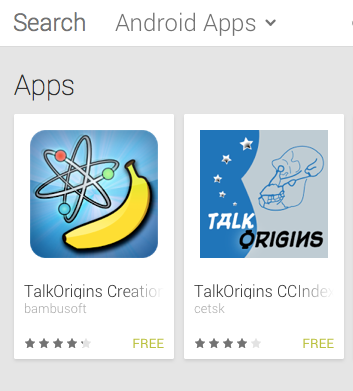 Search Android Apps
Apps
TALK
ORIGINS
TalkOrigins Creation
TalkOrigins CCIndex
bambusoft
cetsk
FREE
FREE